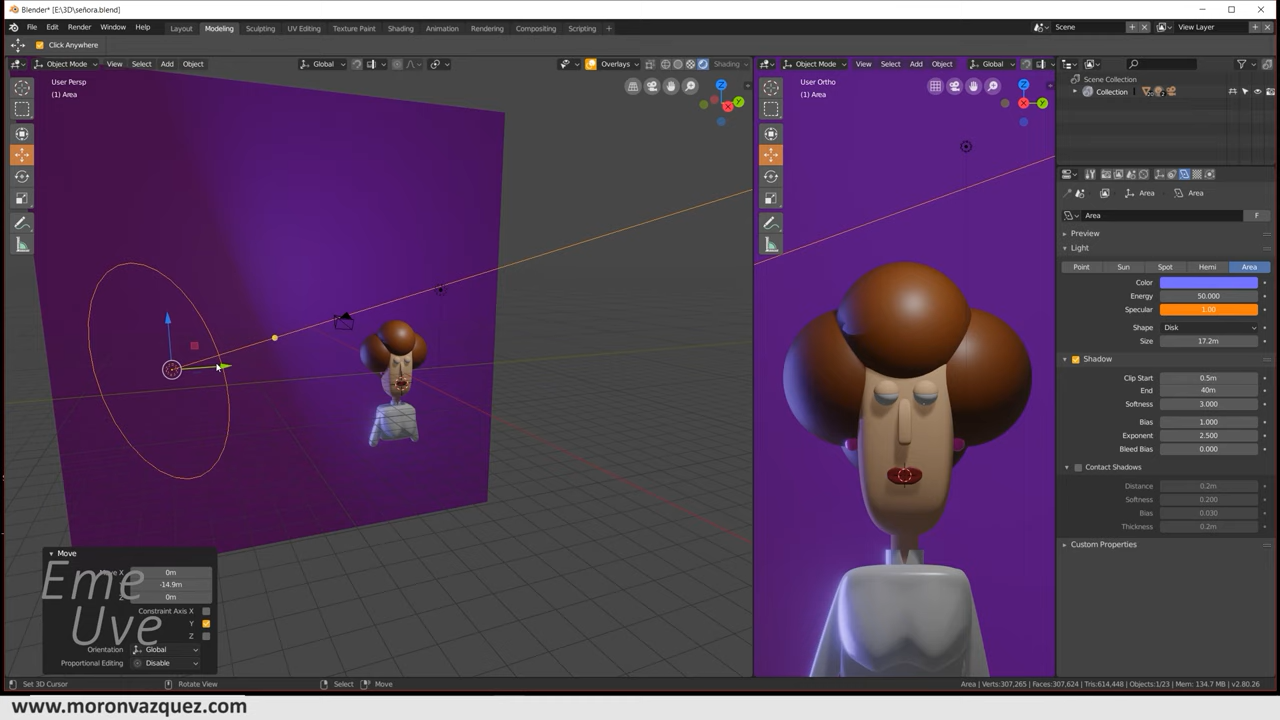 Blender* [E:\3D\señora.blend]
File Edit Render Window Help
Layout Modeling Sculpting UV Editing Texture Paint Shading Animation Rendering Compositing Scripting
Scene
View Layer
Click Anywhere
Object Mode View Select Add Object Global Overlays Shading
User Persp
(1) Area
Object Mode View Select Add Object Global
User Ortho
(1) Area
Scene Collection
Collection
Area Area
Area F
Preview
Light
Point Sun Spot Hemi Area
Color
Energy 50.000
Specular 1.00
Shape Disk
Size 17.2m
Shadow
Clip Start 0.5m
End 40m
Softness 3.000
Bias 1.000
Exponent 2.500
Bleed Bias 0.000
Contact Shadows
Distance 0.2m
Softness 0.200
Bias 0.030
Thickness 0.2m
Custom Properties
Move
0m
-14.9m
Z 0m
Constraint Axis X
Y
Z
Orientation Global
Proportional Editing Disable
Eme
Uve
Set 3D Cursor Rotate View Select Move
Area | Verts:307,265 | Faces:307,624 | Tris:614,448 | Objects:1/23 | Mem: 134.7 MB | v2.80.26
www.moronvazquez.com